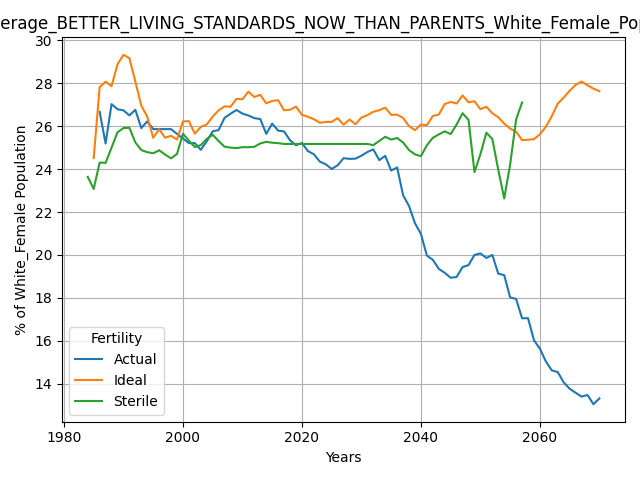 erage_BETTER_LIVING_STANDARDS_NOW_THAN_PARENTS_White_Female_Po
30
28
26
24
22
20
18
16
14
% of White_Female Population
Fertility
Actual
Ideal
Sterile
1980 2000 2020 2040 2060
Years